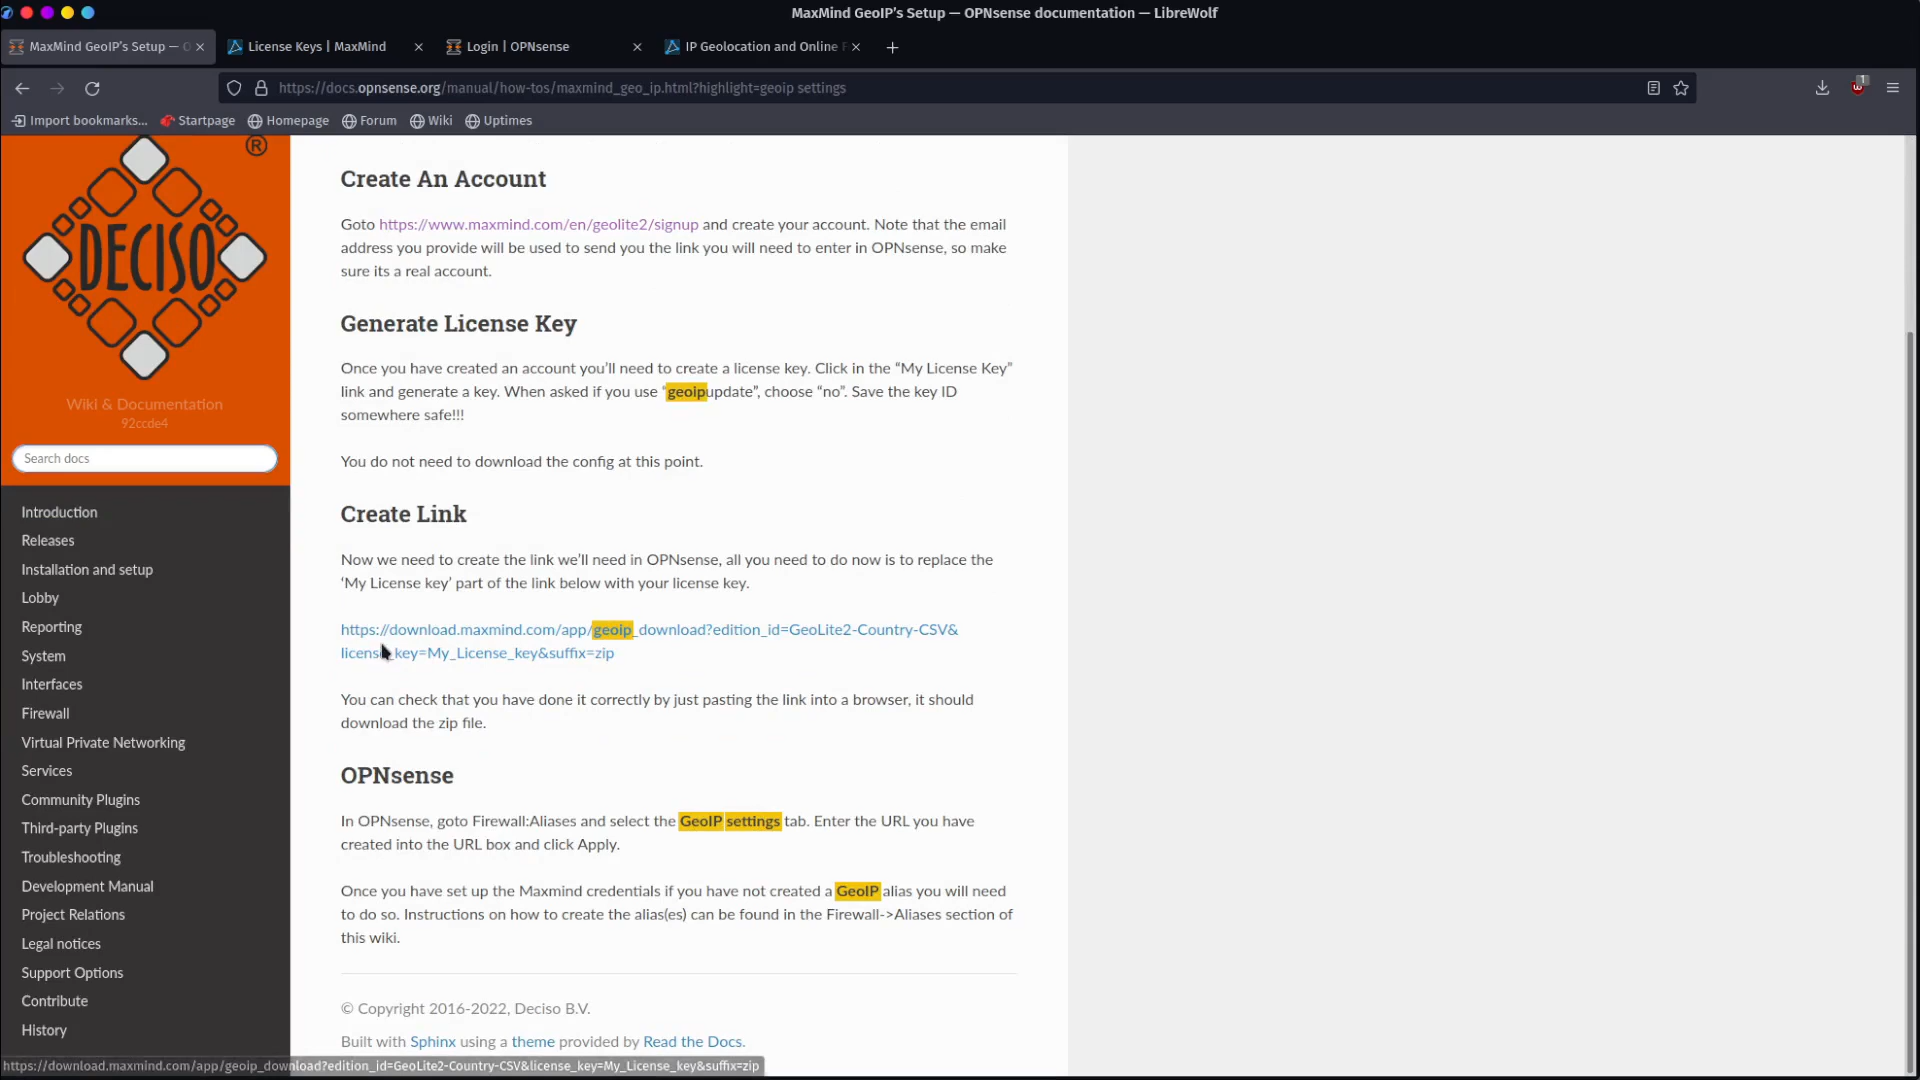 MaxMind GeoIP’s Setup — OPNsense documentation — LibreWolf
MaxMind GeoIP’s Setup — O
License Keys | MaxMind
Login | OPNsense
IP Geolocation and Online F
https://docs.opnsense.org/manual/how-tos/maxmind_geo_ip.html?highlight=geoip settings
1
Import bookmarks...
Startpage
Homepage
Forum
Wiki
Uptimes
®
DECISO
Wiki & Documentation
92ccde4
Search docs
Introduction
Releases
Installation and setup
Lobby
Reporting
System
Interfaces
Firewall
Virtual Private Networking
Services
Community Plugins
Third-party Plugins
Troubleshooting
Development Manual
Project Relations
Legal notices
Support Options
Contribute
History
Create An Account
Goto https://www.maxmind.com/en/geolite2/signup and create your account. Note that the email
address you provide will be used to send you the link you will need to enter in OPNsense, so make
sure its a real account.
Generate License Key
Once you have created an account you’ll need to create a license key. Click in the “My License Key”
link and generate a key. When asked if you use “geoipupdate”, choose “no”. Save the key ID
somewhere safe!!!
You do not need to download the config at this point.
Create Link
Now we need to create the link we’ll need in OPNsense, all you need to do now is to replace the
‘My License key’ part of the link below with your license key.
https://download.maxmind.com/app/geoip_download?edition_id=GeoLite2-Country-CSV&
license_key=My_License_key&suffix=zip
You can check that you have done it correctly by just pasting the link into a browser, it should
download the zip file.
OPNsense
In OPNsense, goto Firewall:Aliases and select the GeoIP settings tab. Enter the URL you have
created into the URL box and click Apply.
Once you have set up the Maxmind credentials if you have not created a GeoIP alias you will need
to do so. Instructions on how to create the alias(es) can be found in the Firewall->Aliases section of
this wiki.
© Copyright 2016-2022, Deciso B.V.
Built with Sphinx using a theme provided by Read the Docs.
https://download.maxmind.com/app/geoip_download?edition_id=GeoLite2-Country-CSV&license_key=My_License_key&suffix=zip